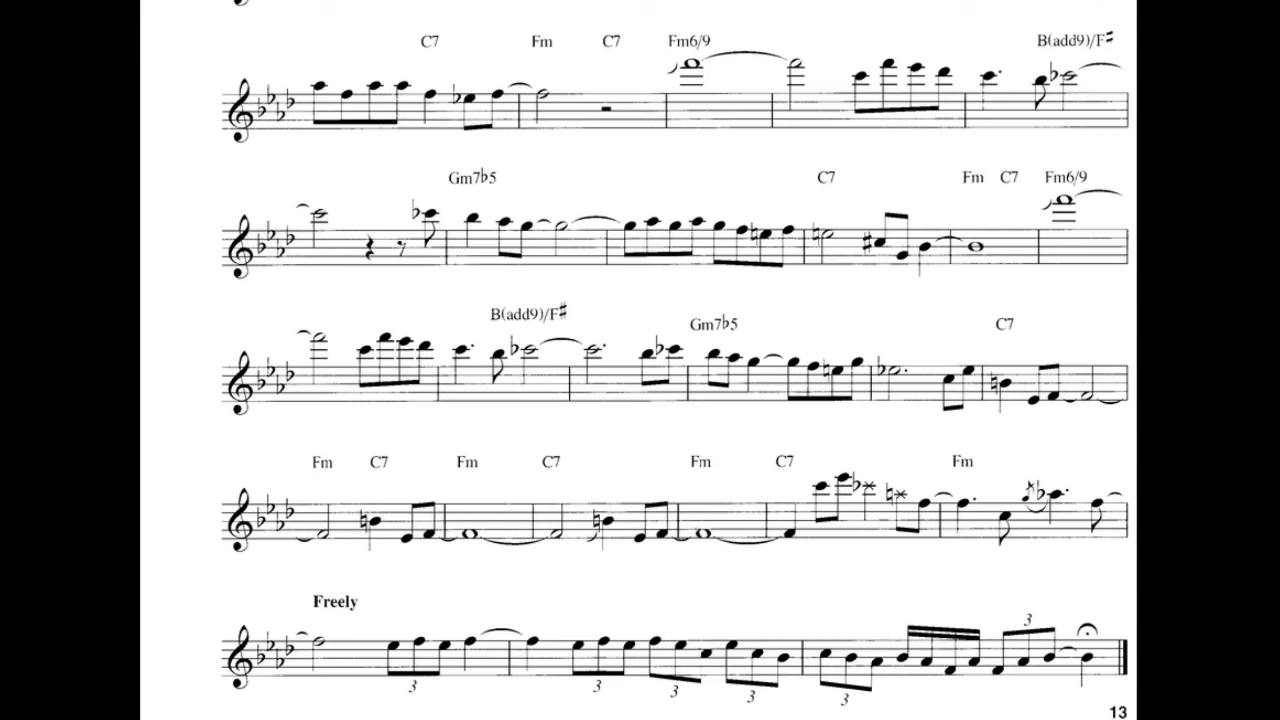 C7 Fm C7 Fm6/9 B(add9)/F♯
Gm7♭5 C7 Fm C7 Fm6/9
B(add9)/F♯ Gm7♭5 C7
Fm C7 Fm C7 Fm C7 Fm
Freely
3
3 3 3 3 3
13